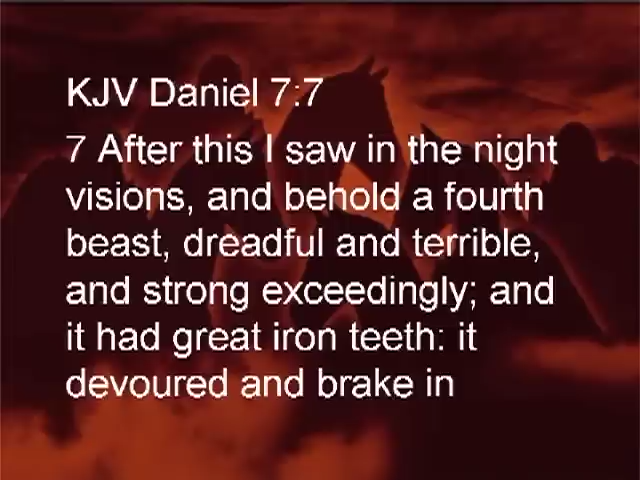 KJV Daniel 7:7
7 After this I saw in the night
visions, and behold a fourth
beast, dreadful and terrible,
and strong exceedingly; and
it had great iron teeth: it
devoured and brake in